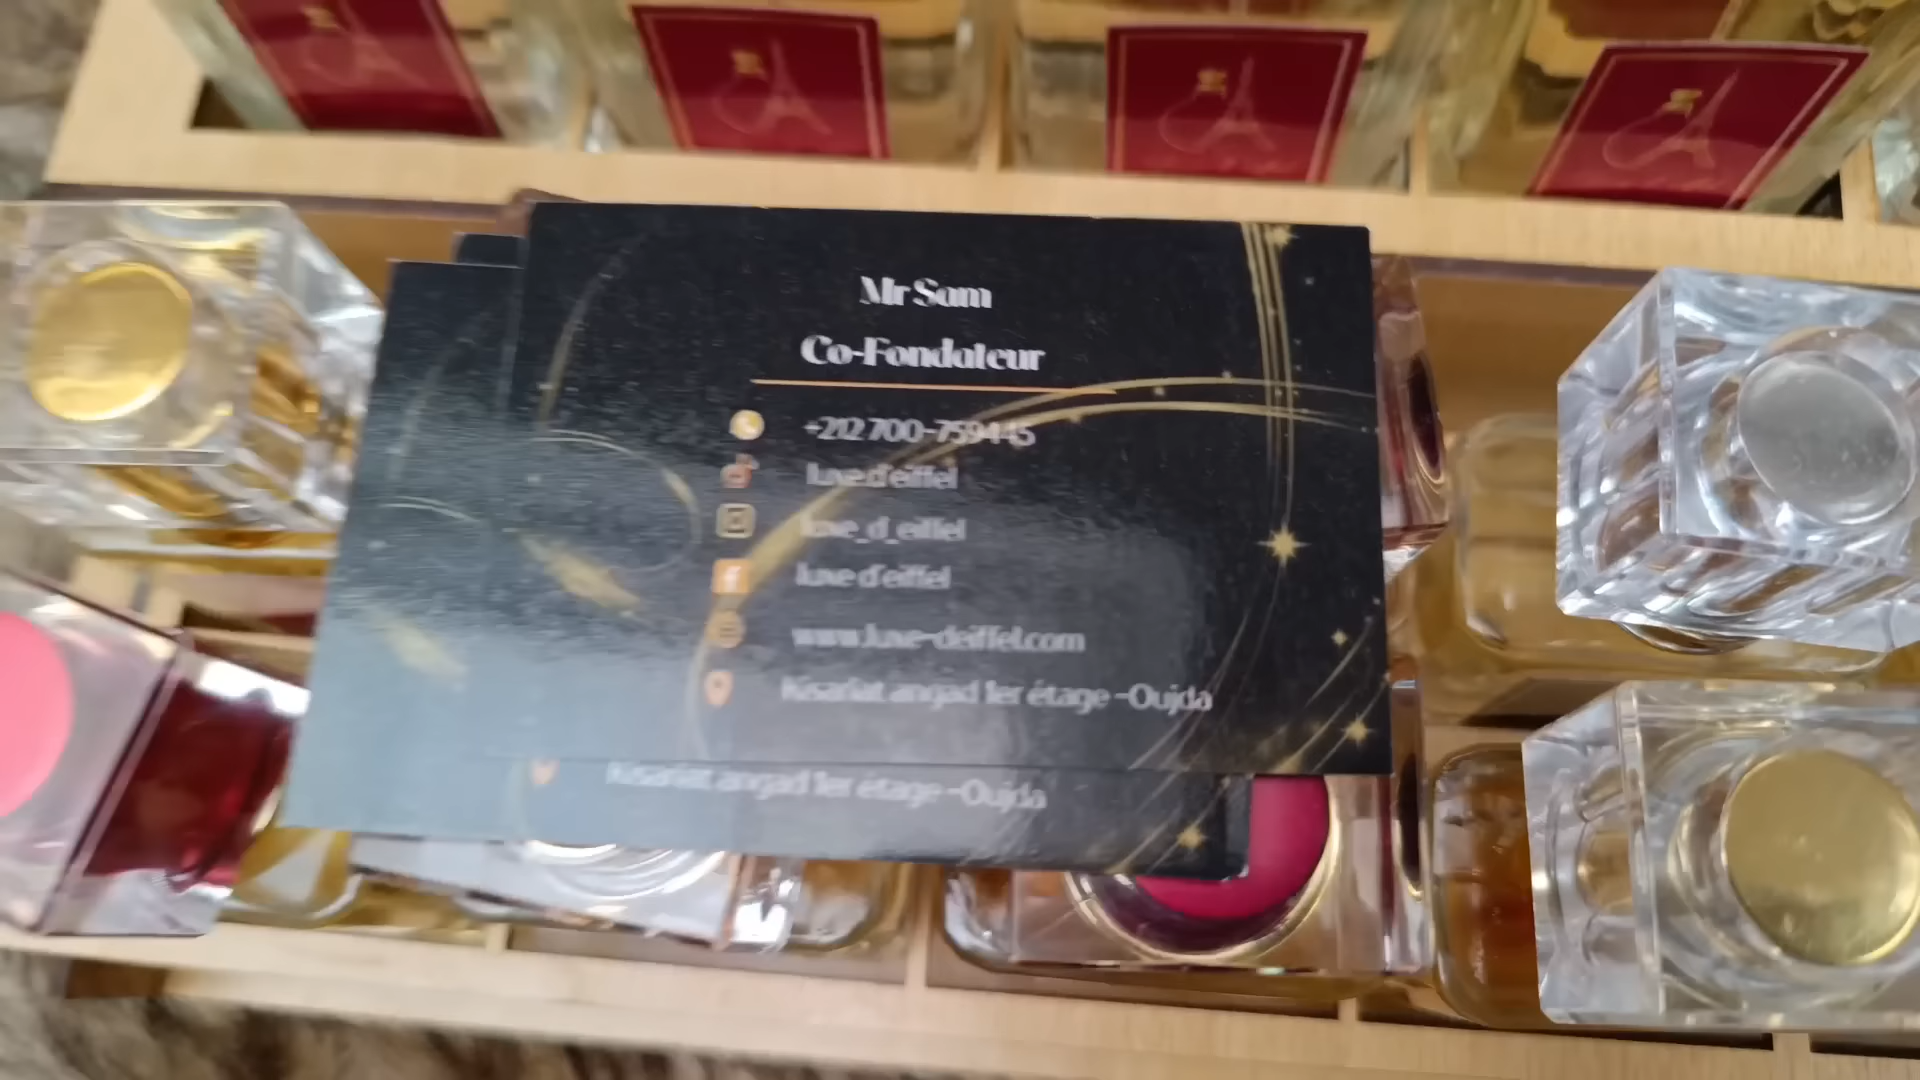 Mr Sam
Co-Fondateur
+212 700-759445
luxe d'eiffel
luxe_d_eiffel
luxe d'eiffel
www.luxe-deiffel.com
Kisariat angad 1er étage -Oujda
Kisariat angad 1er étage -Oujda